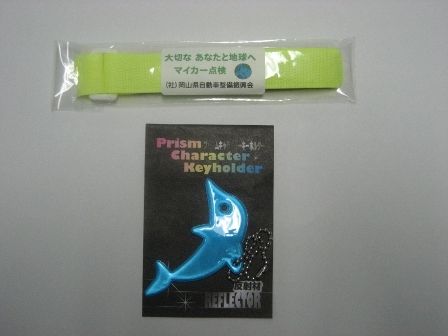 大切な あなたと地球へ
マイカー点検
(社)岡山県自動車整備振興会
Prism
Character
Keyholder
反射材
REFLECTOR